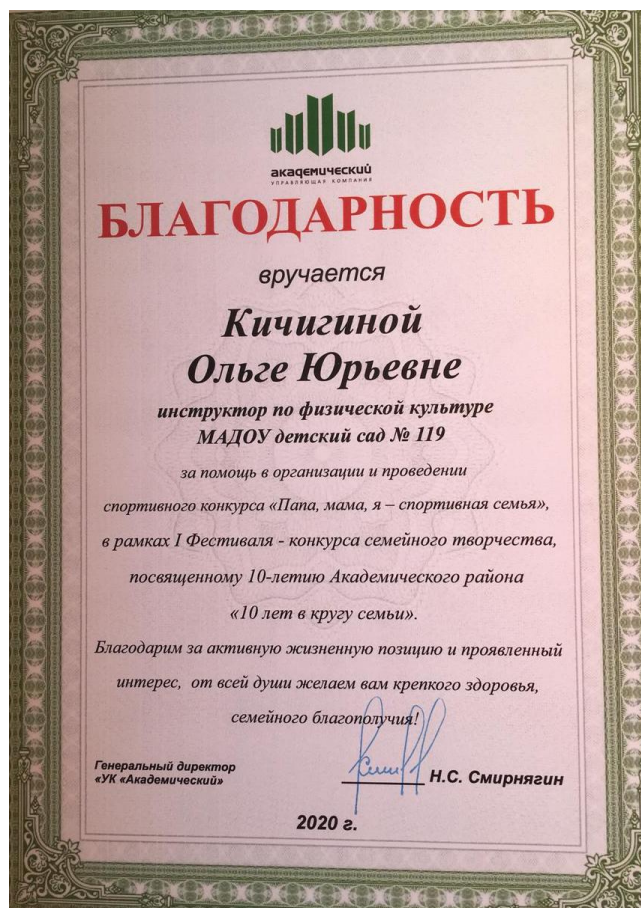 академический
УПРАВЛЯЮЩАЯ КОМПАНИЯ
БЛАГОДАРНОСТЬ
вручается
Кичигиной
Ольге Юрьевне
инструктор по физической культуре
МАДОУ детский сад № 119
за помощь в организации и проведении
спортивного конкурса «Папа, мама, я – спортивная семья»,
в рамках I Фестиваля - конкурса семейного творчества,
посвященному 10-летию Академического района
«10 лет в кругу семьи».
Благодарим за активную жизненную позицию и проявленный
интерес, от всей души желаем вам крепкого здоровья,
семейного благополучия!
Генеральный директор
«УК «Академический»
Н.С. Смирнягин
2020 г.